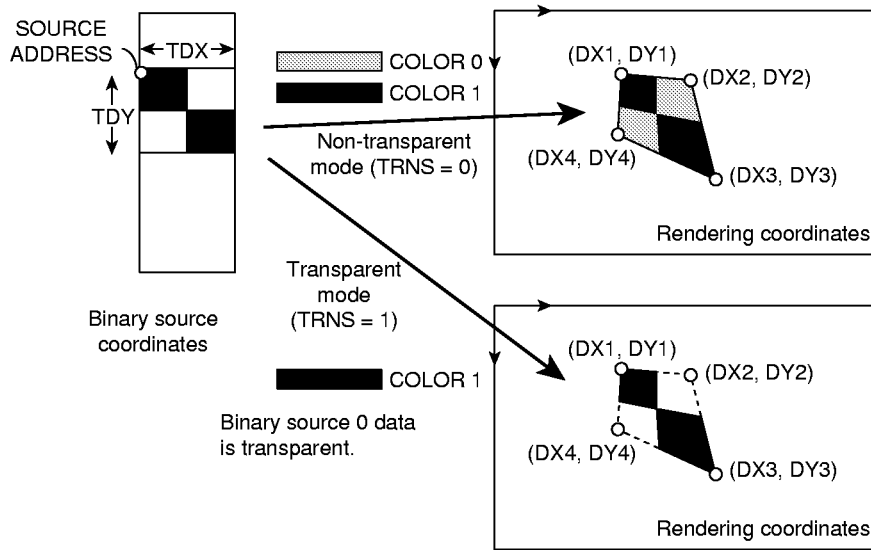 SOURCE
ADDRESS
TDX
TDY
Binary source
coordinates
COLOR 0
COLOR 1
Non-transparent
mode (TRNS = 0)
(DX1, DY1)
(DX2, DY2)
(DX4, DY4)
(DX3, DY3)
Rendering coordinates
Transparent
mode
(TRNS = 1)
COLOR 1
Binary source 0 data
is transparent.
(DX1, DY1)
(DX2, DY2)
(DX4, DY4)
(DX3, DY3)
Rendering coordinates